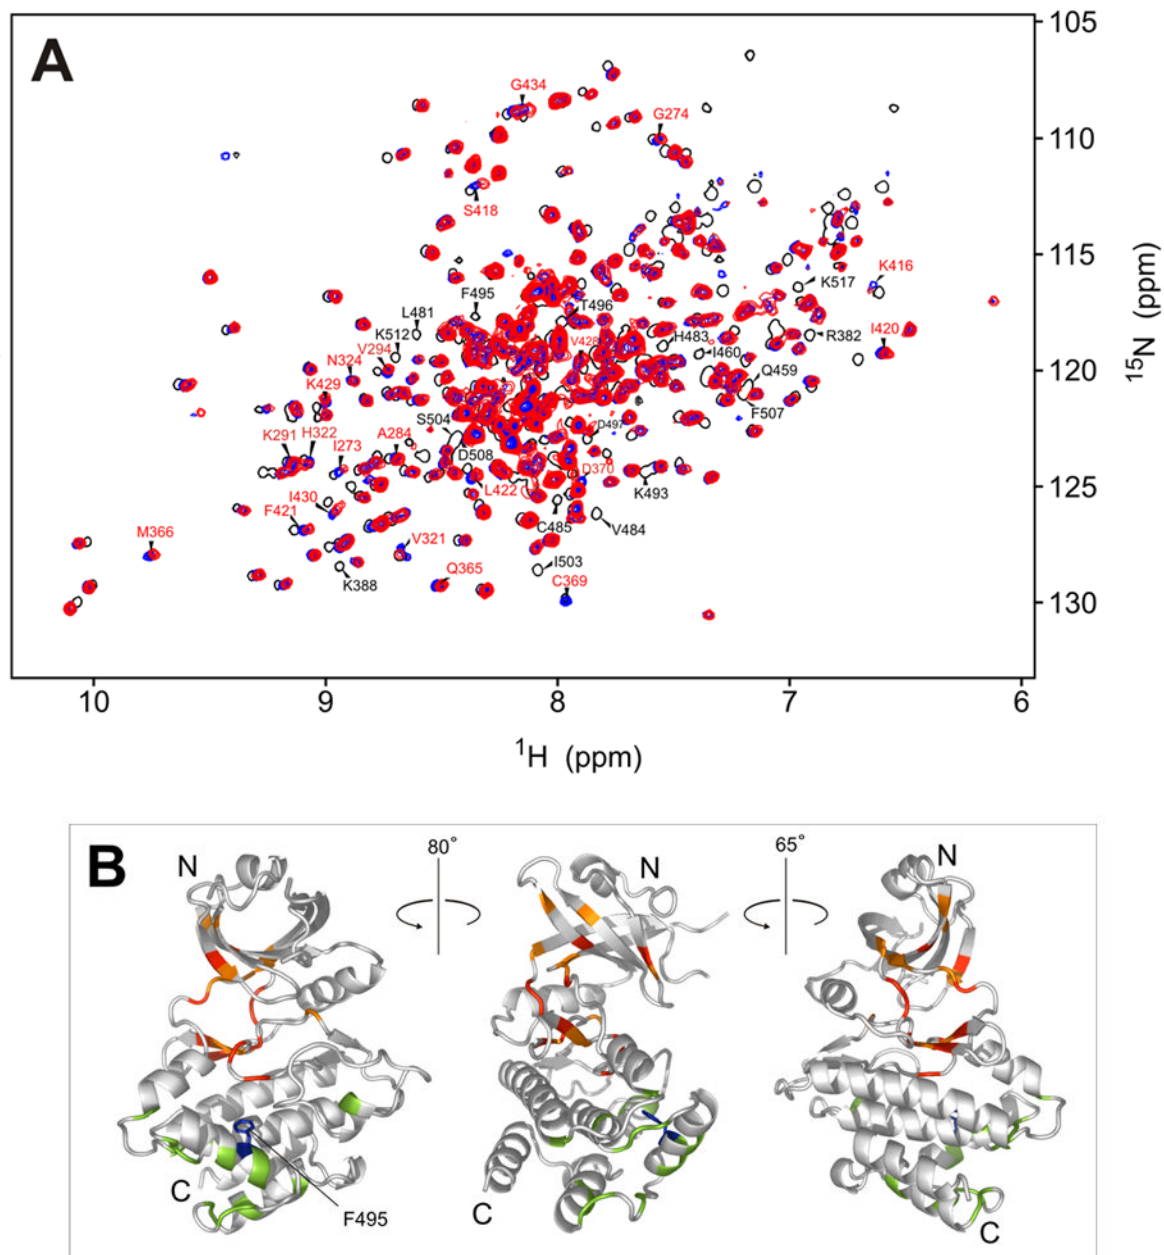 A
105
110
115
120
125
130
15N (ppm)
G434
G274
S418
K517
K416
F495
L481
T496
K512
H483
R382
I420
V294
V428
I460
N324
Q459
K429
F507
S504
D497
K291
H322
I273
A284
D508
D370
L422
K493
I430
F421
C485
V484
M366
V321
I503
Q365
C369
K388
10
9
8
7
6
1H (ppm)
B
N
80°
N
65°
N
C
F495
C
C